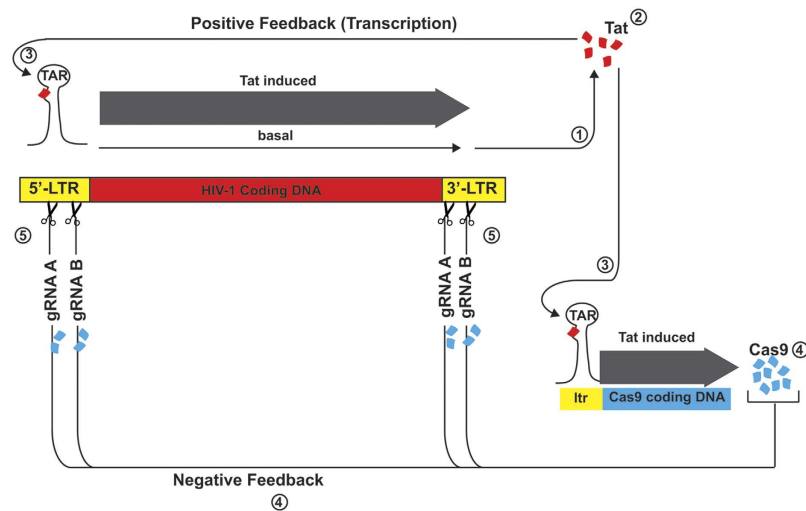 Positive Feedback (Transcription)
Tat ②
③
TAR
Tat induced
basal
①
5'-LTR
HIV-1 Coding DNA
3'-LTR
⑤
⑤
gRNA A
gRNA B
gRNA A
gRNA B
③
TAR
Tat induced
Cas9 ④
ltr
Cas9 coding DNA
Negative Feedback
④